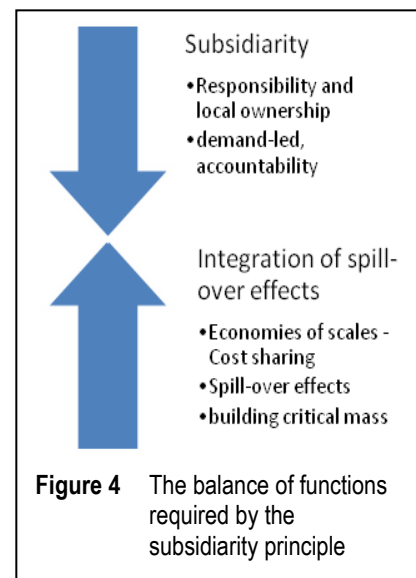 Subsidiarity
•Responsibility and
local ownership
•demand-led,
accountability
Integration of spill-
over effects
•Economies of scales -
Cost sharing
•Spill-over effects
•building critical mass
Figure 4 The balance of functions
required by the
subsidiarity principle